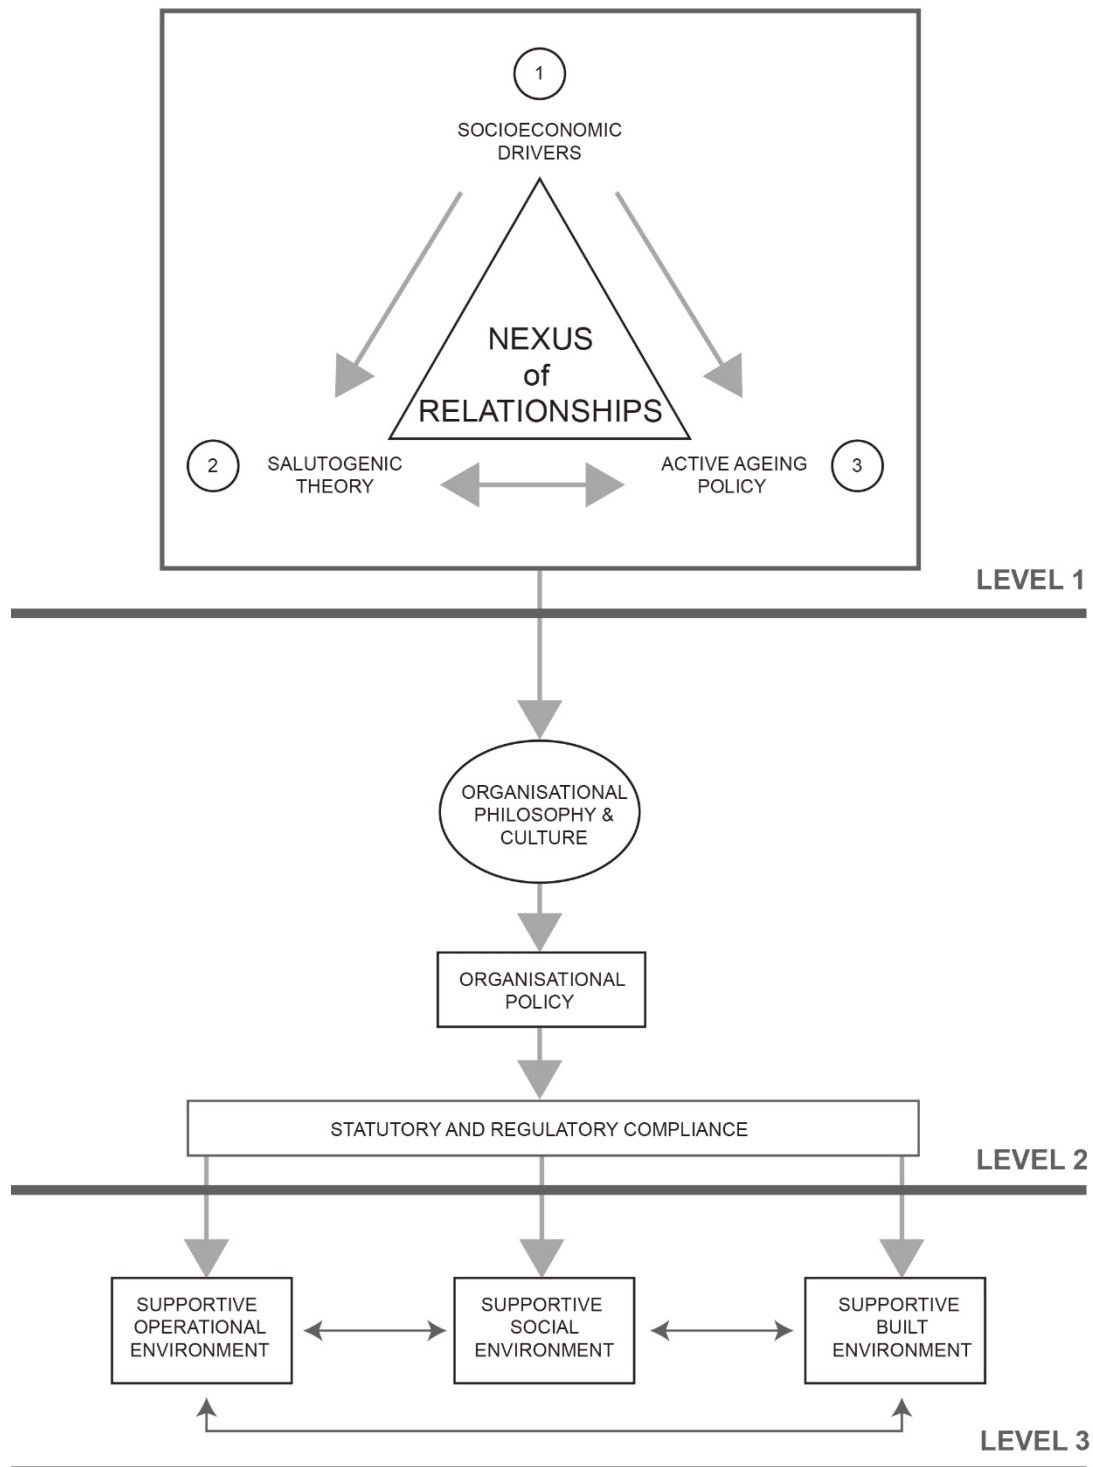 1
SOCIOECONOMIC
DRIVERS
NEXUS
of
RELATIONSHIPS
2
SALUTOGENIC
THEORY
ACTIVE AGEING
POLICY
3
LEVEL 1
ORGANISATIONAL
PHILOSOPHY &
CULTURE
ORGANISATIONAL
POLICY
STATUTORY AND REGULATORY COMPLIANCE
LEVEL 2
SUPPORTIVE
OPERATIONAL
ENVIRONMENT
SUPPORTIVE
SOCIAL
ENVIRONMENT
SUPPORTIVE
BUILT
ENVIRONMENT
LEVEL 3